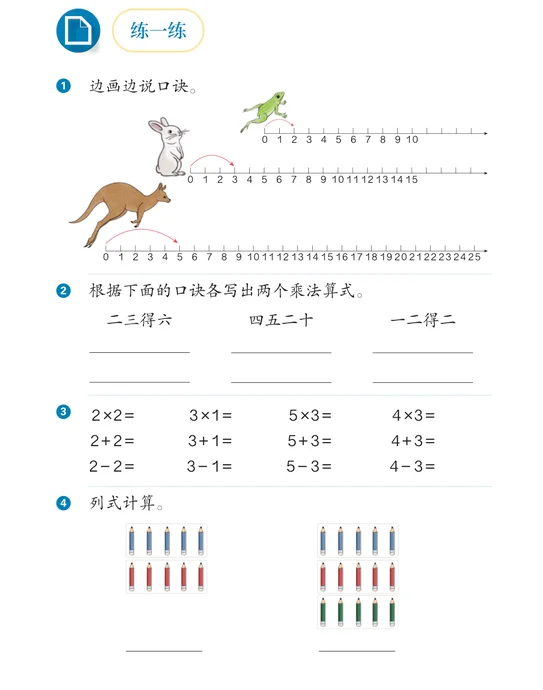 练一练
1 边画边说口诀。
0 1 2 3 4 5 6 7 8 9 10
0 1 2 3 4 5 6 7 8 9 10 11 12 13 14 15
0 1 2 3 4 5 6 7 8 9 10 11 12 13 14 15 16 17 18 19 20 21 22 23 24 25
2 根据下面的口诀各写出两个乘法算式。
二三得六 四五二十 一二得二
3 2×2= 3×1= 5×3= 4×3=
2+2= 3+1= 5+3= 4+3=
2-2= 3-1= 5-3= 4-3=
4 列式计算。